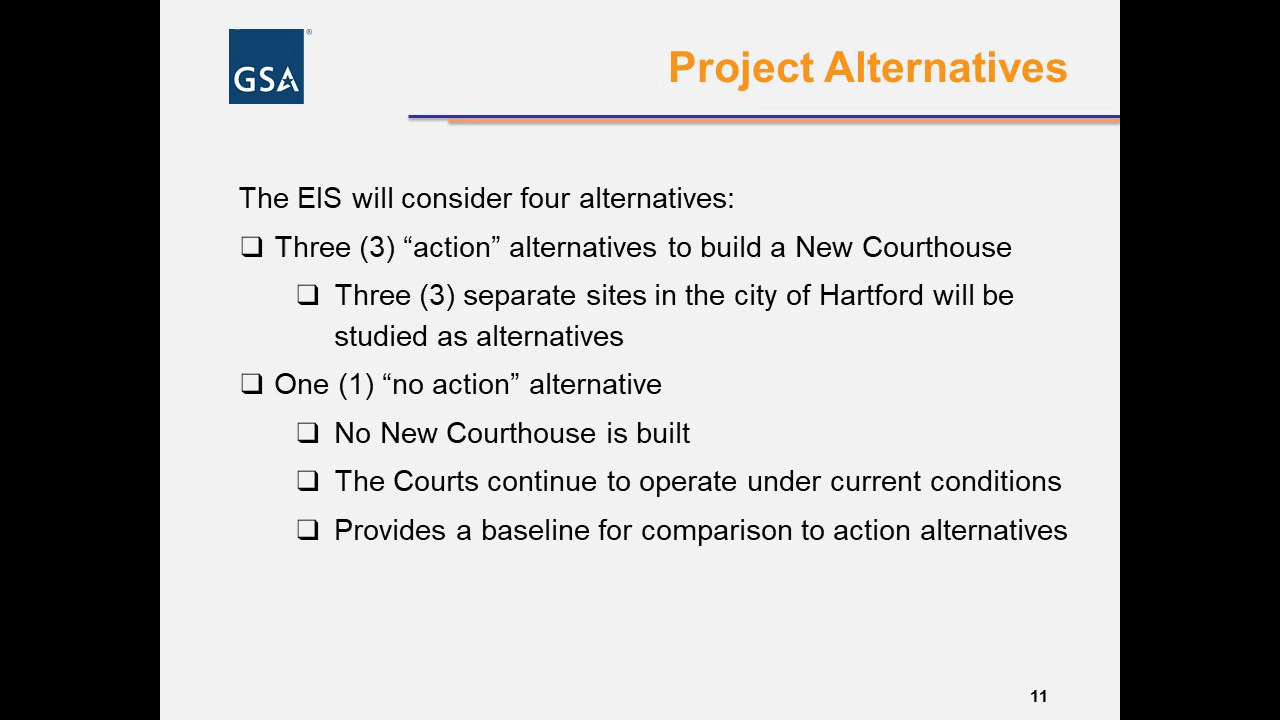 GSA
®
Project Alternatives
The EIS will consider four alternatives:
❑ Three (3) “action” alternatives to build a New Courthouse
❑ Three (3) separate sites in the city of Hartford will be
studied as alternatives
❑ One (1) “no action” alternative
❑ No New Courthouse is built
❑ The Courts continue to operate under current conditions
❑ Provides a baseline for comparison to action alternatives
11